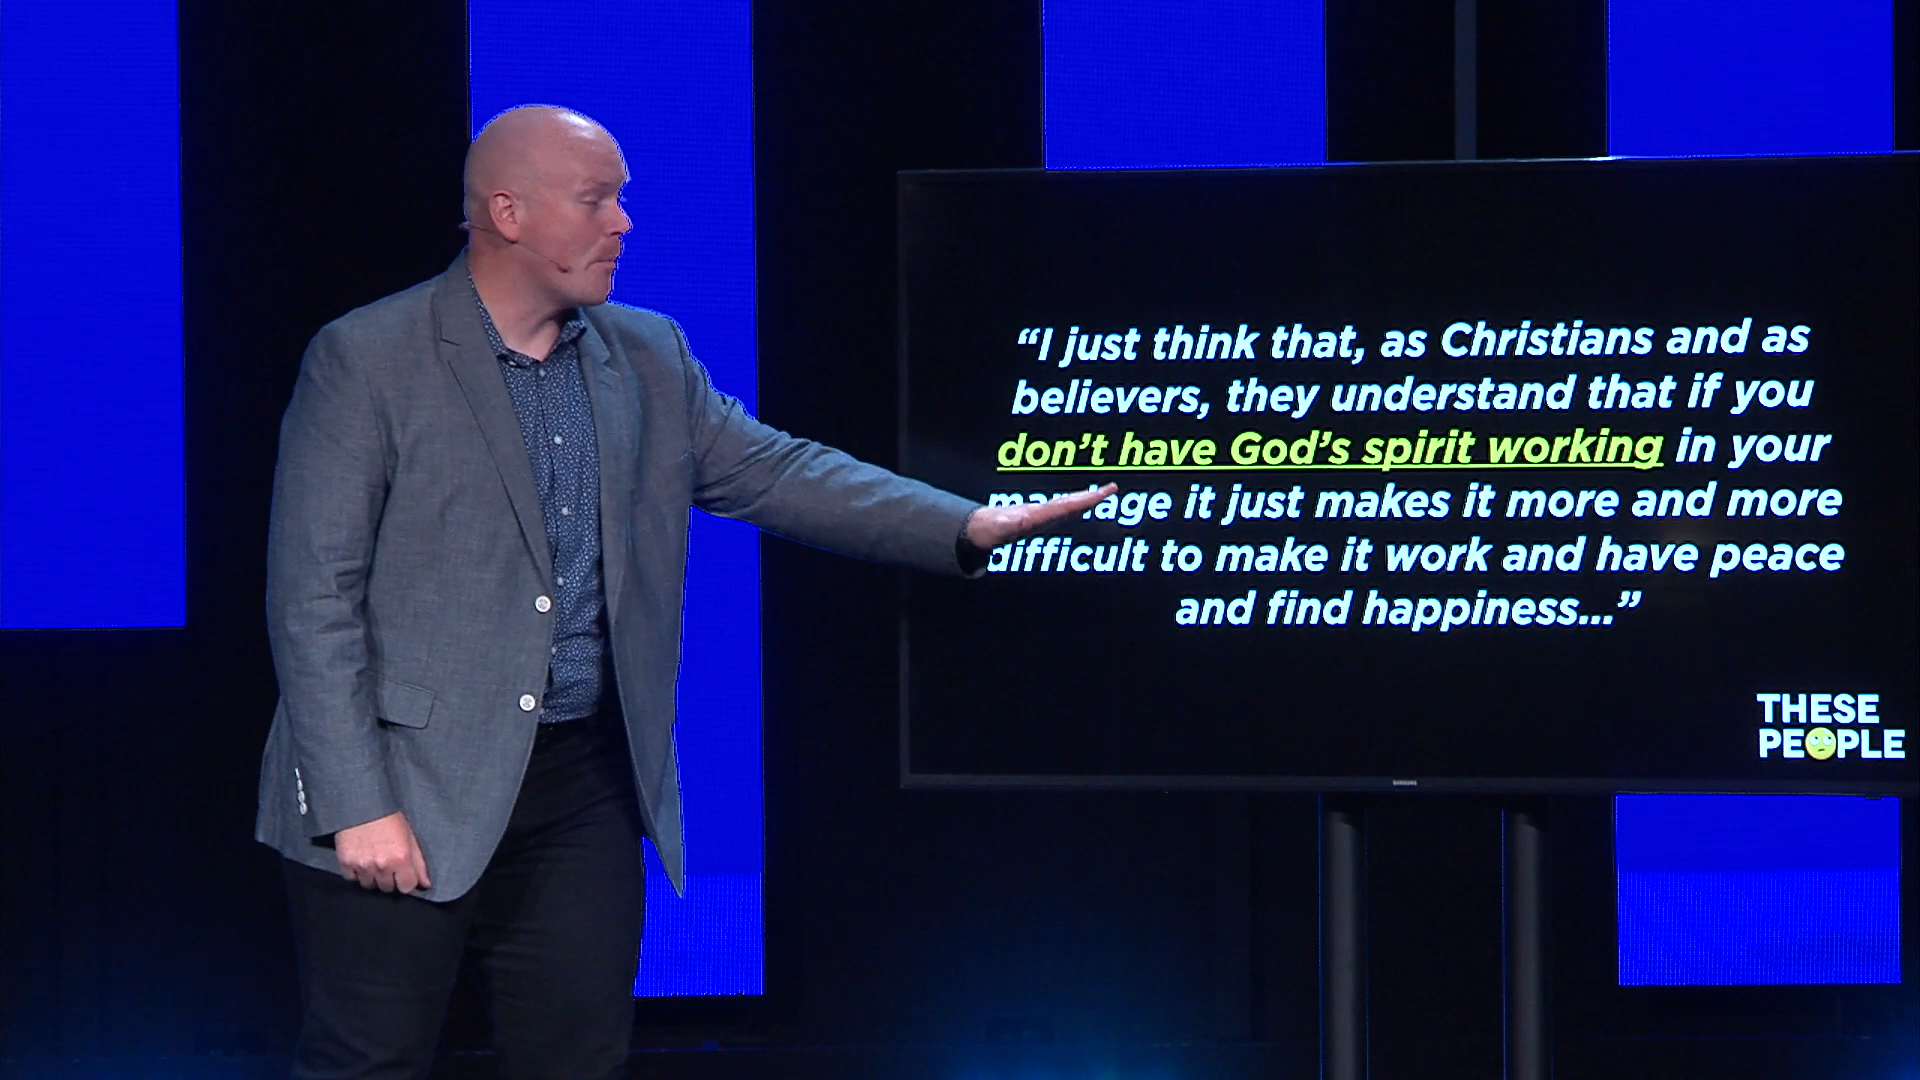 “I just think that, as Christians and as
believers, they understand that if you
don’t have God’s spirit working in your
marriage it just makes it more and more
difficult to make it work and have peace
and find happiness...”
THESE
PEOPLE
SAMSUNG